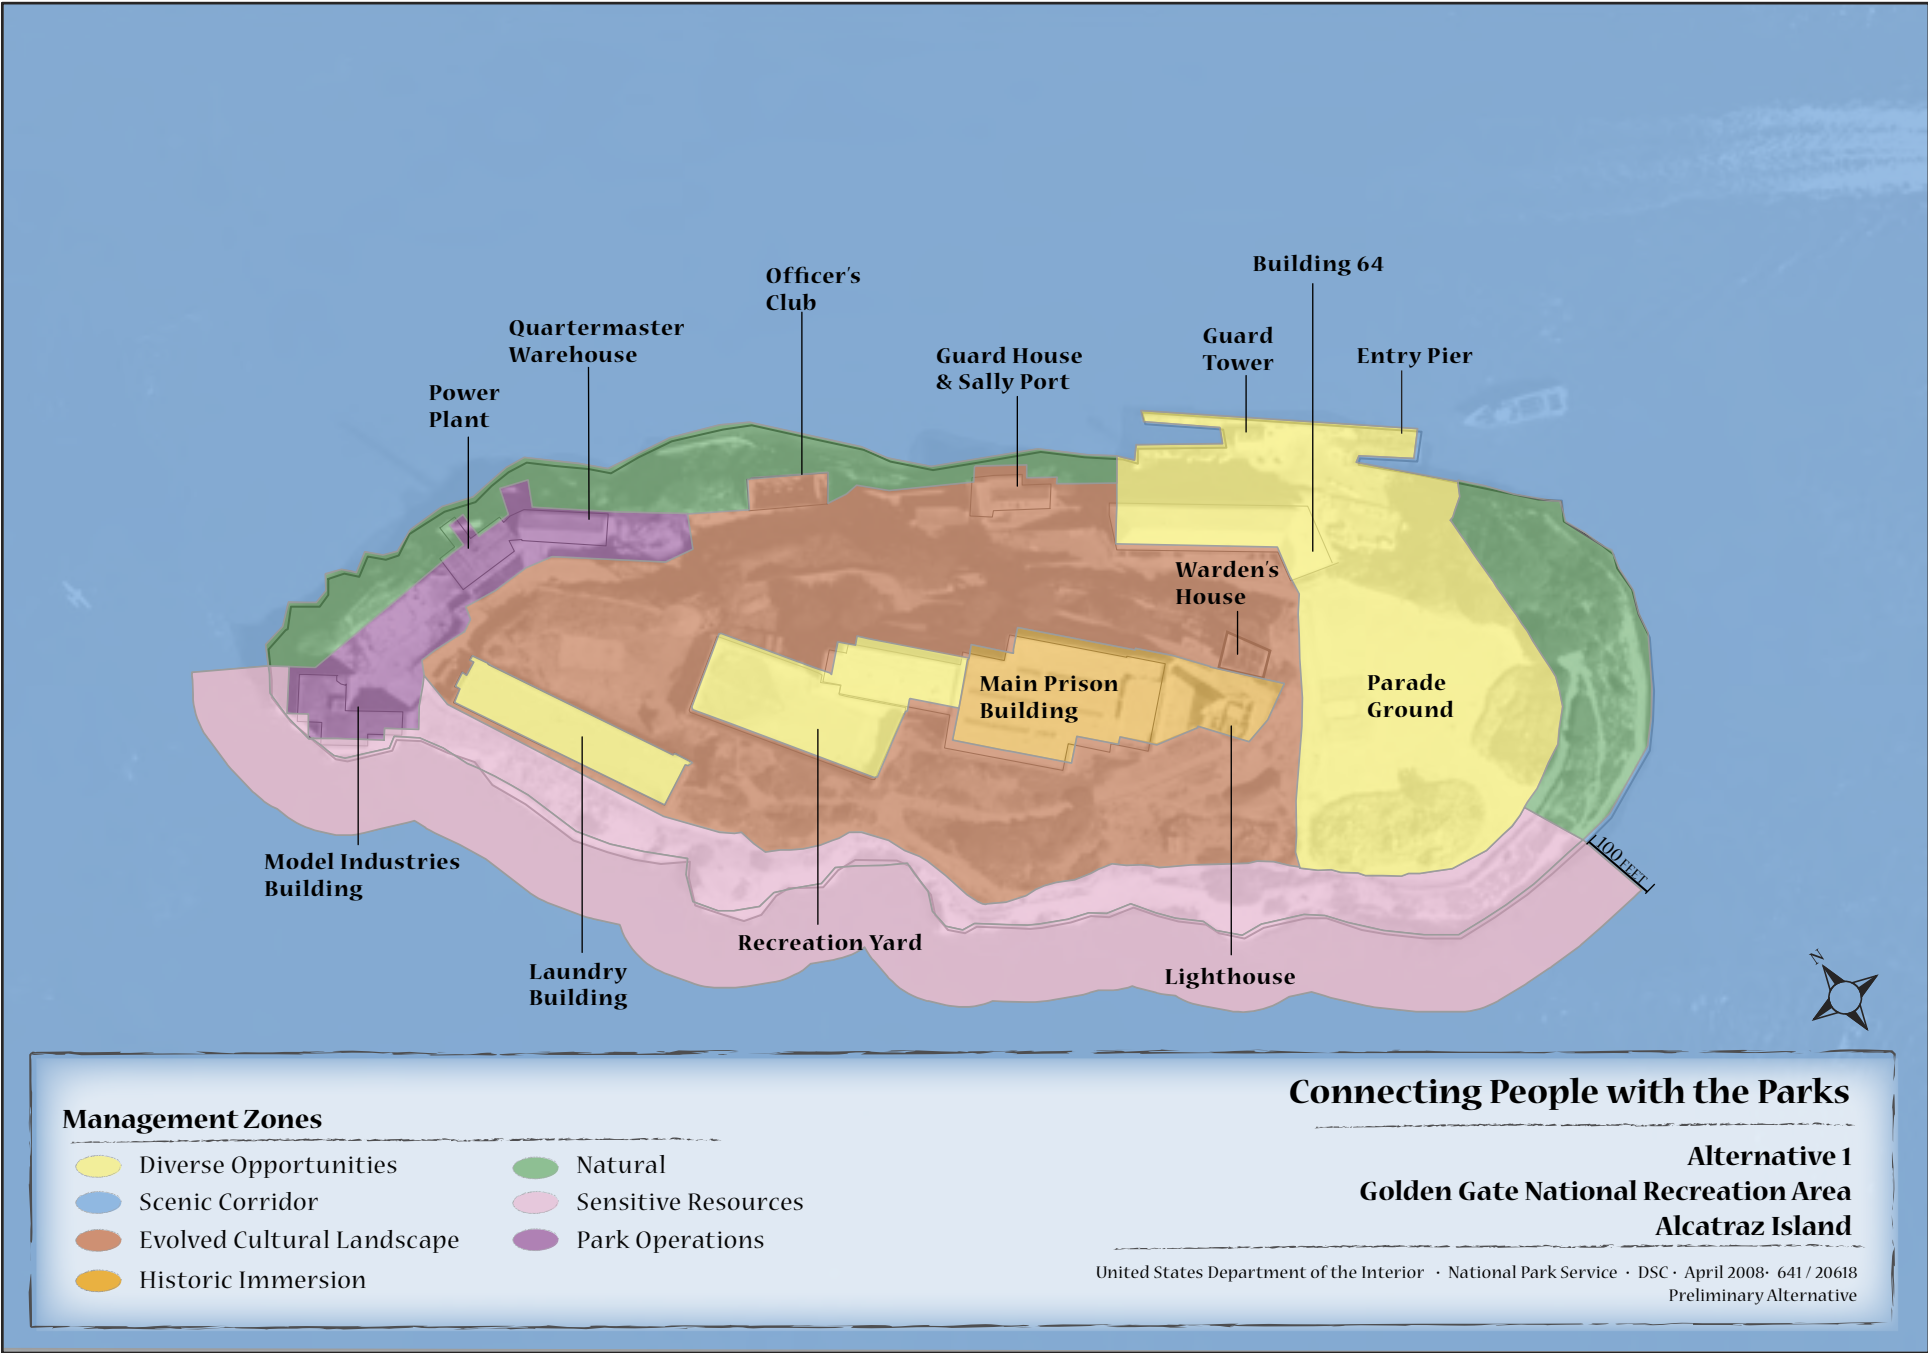 Building 64
Officer's
Club
Quartermaster
Warehouse
Guard
Tower
Guard House
& Sally Port
Entry Pier
Power
Plant
Warden's
House
Main Prison
Building
Parade
Ground
100 FEET
Model Industries
Building
Recreation Yard
Laundry
Building
Lighthouse
N
Connecting People with the Parks
Management Zones
Diverse Opportunities
Scenic Corridor
Evolved Cultural Landscape
Historic Immersion
Natural
Sensitive Resources
Park Operations
Alternative 1
Golden Gate National Recreation Area
Alcatraz Island
United States Department of the Interior · National Park Service · DSC · April 2008· 641 / 20618
Preliminary Alternative